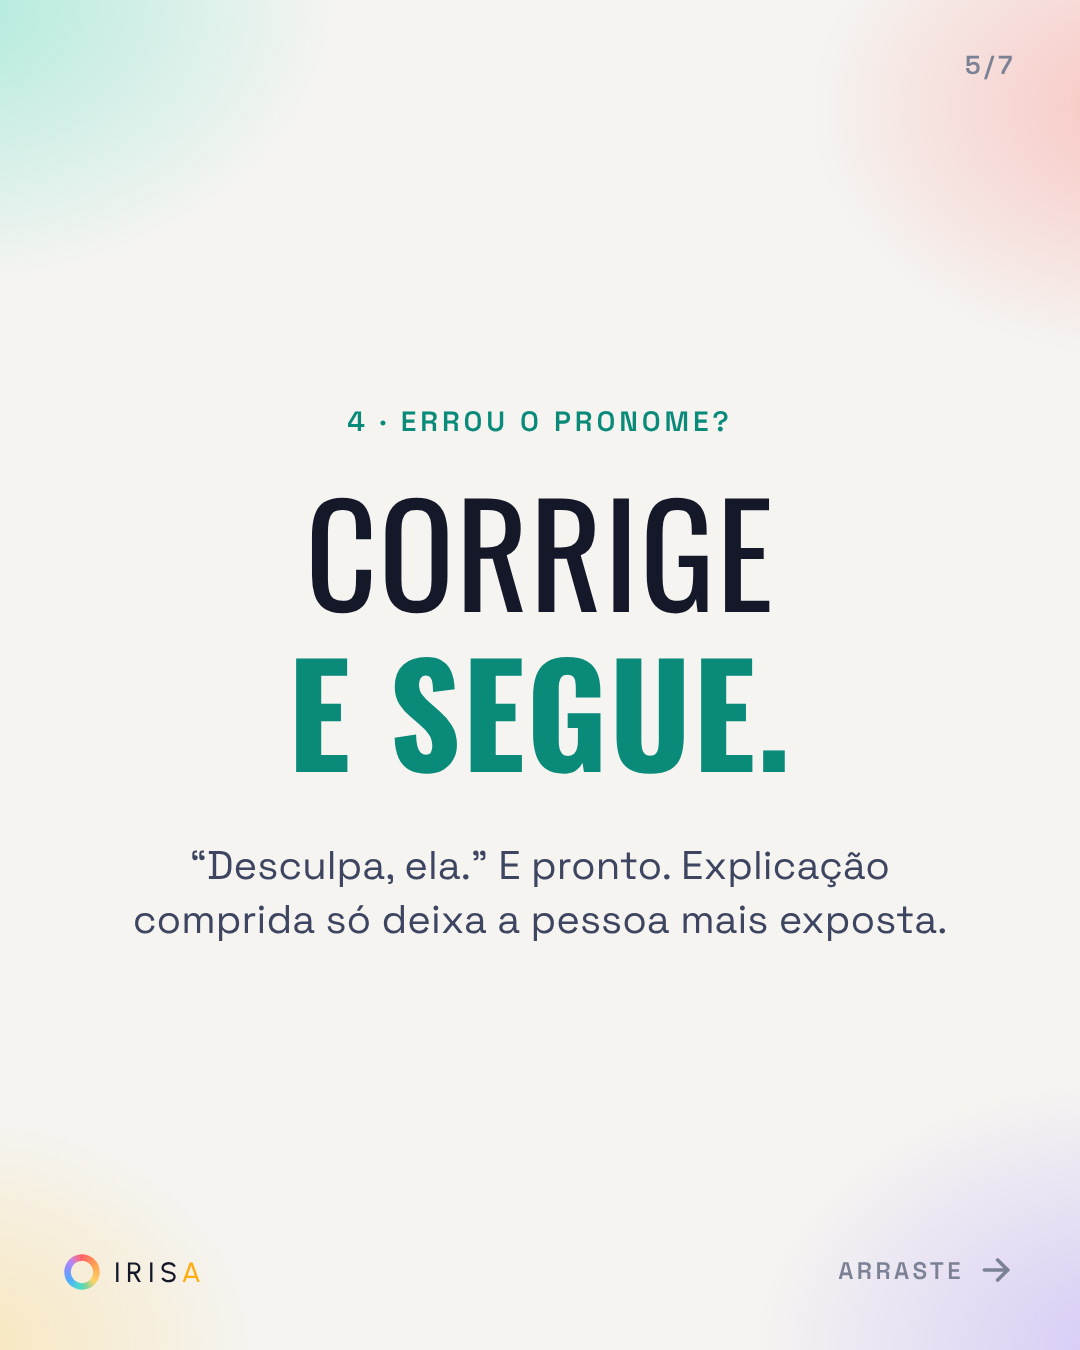 5/7
4 · ERROU O PRONOME?
CORRIGE
E SEGUE.
“Desculpa, ela.” E pronto. Explicação
comprida só deixa a pessoa mais exposta.
IRISA
ARRASTE →